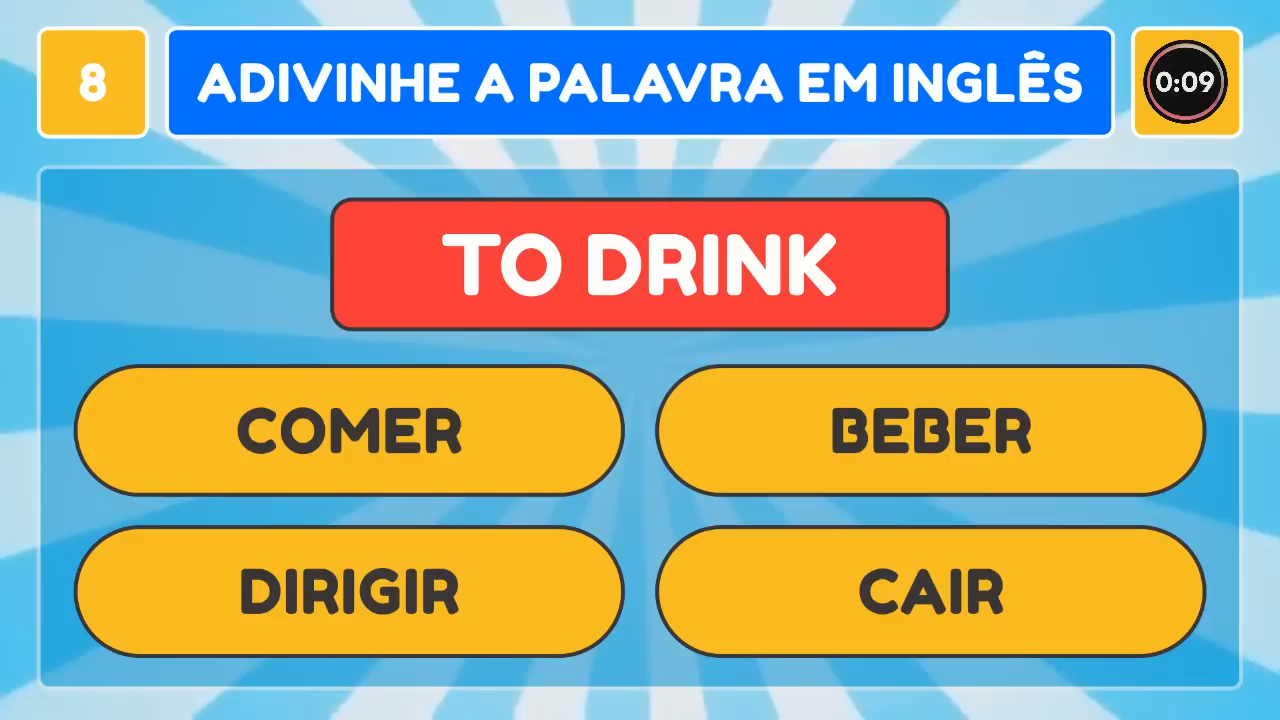 8
ADIVINHE A PALAVRA EM INGLÊS
0:09
TO DRINK
COMER
BEBER
DIRIGIR
CAIR